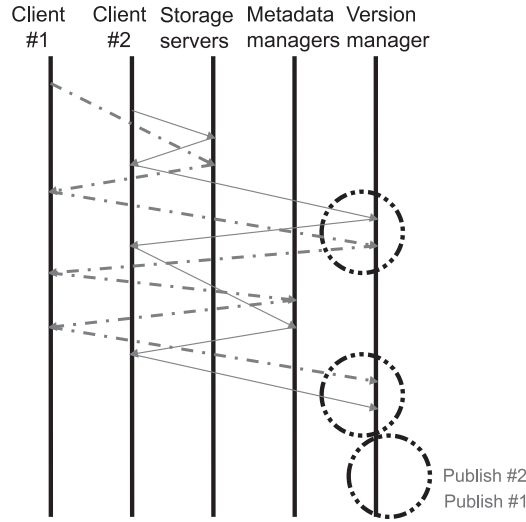 Client #1
Client #2
Storage servers
Metadata managers
Version manager
Publish #2
Publish #1